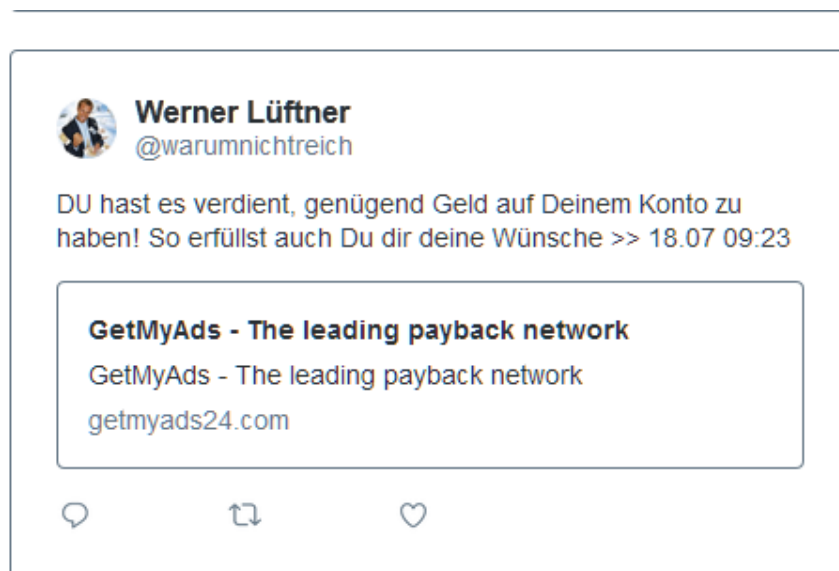 Werner Lüftner
@warumnichtreich
DU hast es verdient, genügend Geld auf Deinem Konto zu
haben! So erfüllst auch Du dir deine Wünsche >> 18.07 09:23
GetMyAds - The leading payback network
GetMyAds - The leading payback network
getmyads24.com